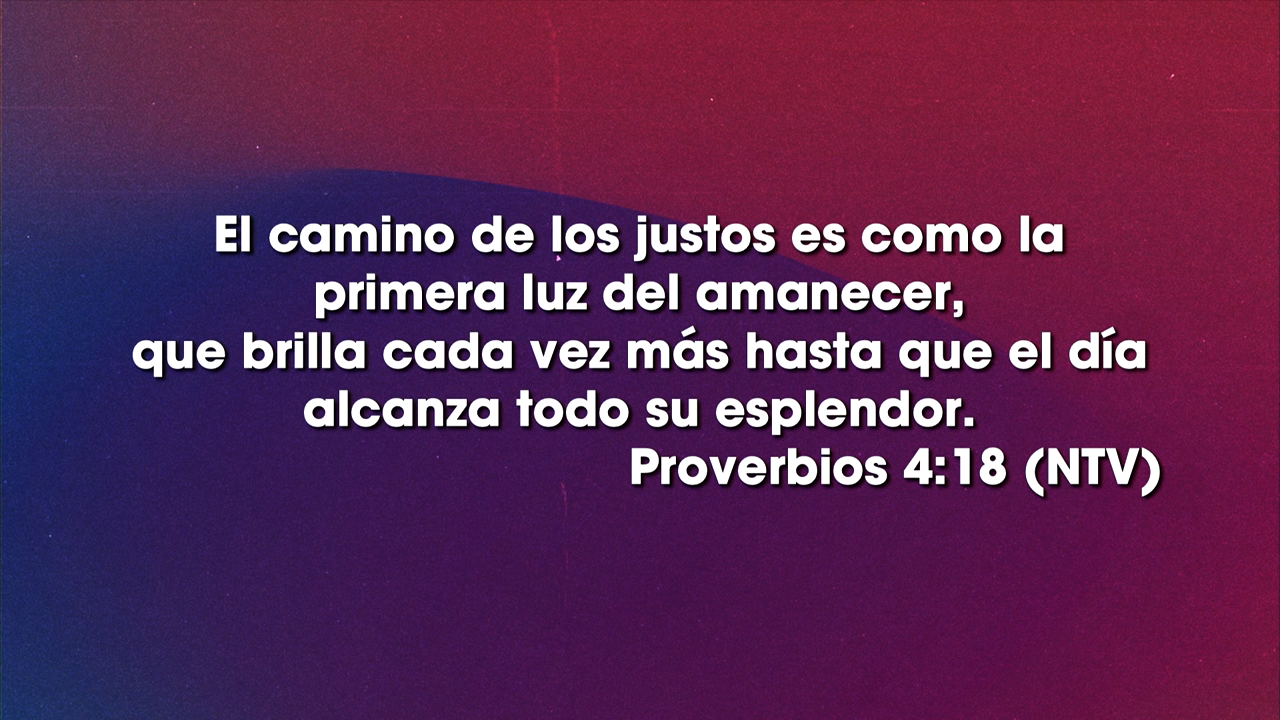 El camino de los justos es como la
primera luz del amanecer,
que brilla cada vez más hasta que el día
alcanza todo su esplendor.
Proverbios 4:18 (NTV)